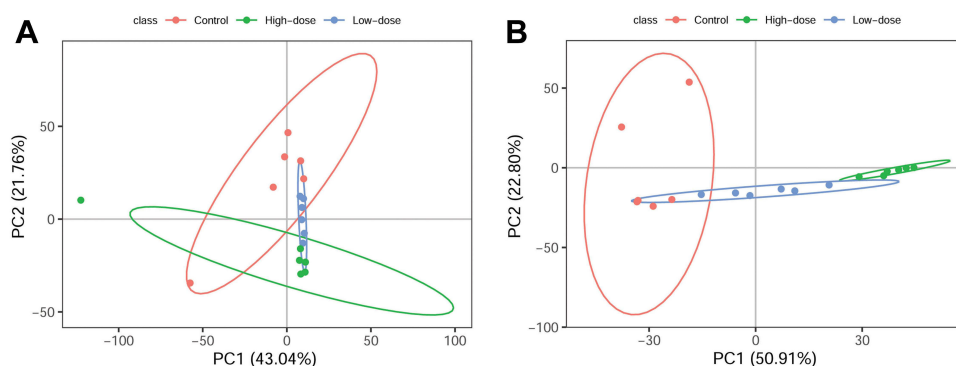 A
class Control High-dose Low-dose
50
0
−50
−100 −50 0 50 100
PC1 (43.04%)
PC2 (21.76%)
B
class Control High-dose Low-dose
50
0
−50
−100
−30 0 30
PC1 (50.91%)
PC2 (22.80%)